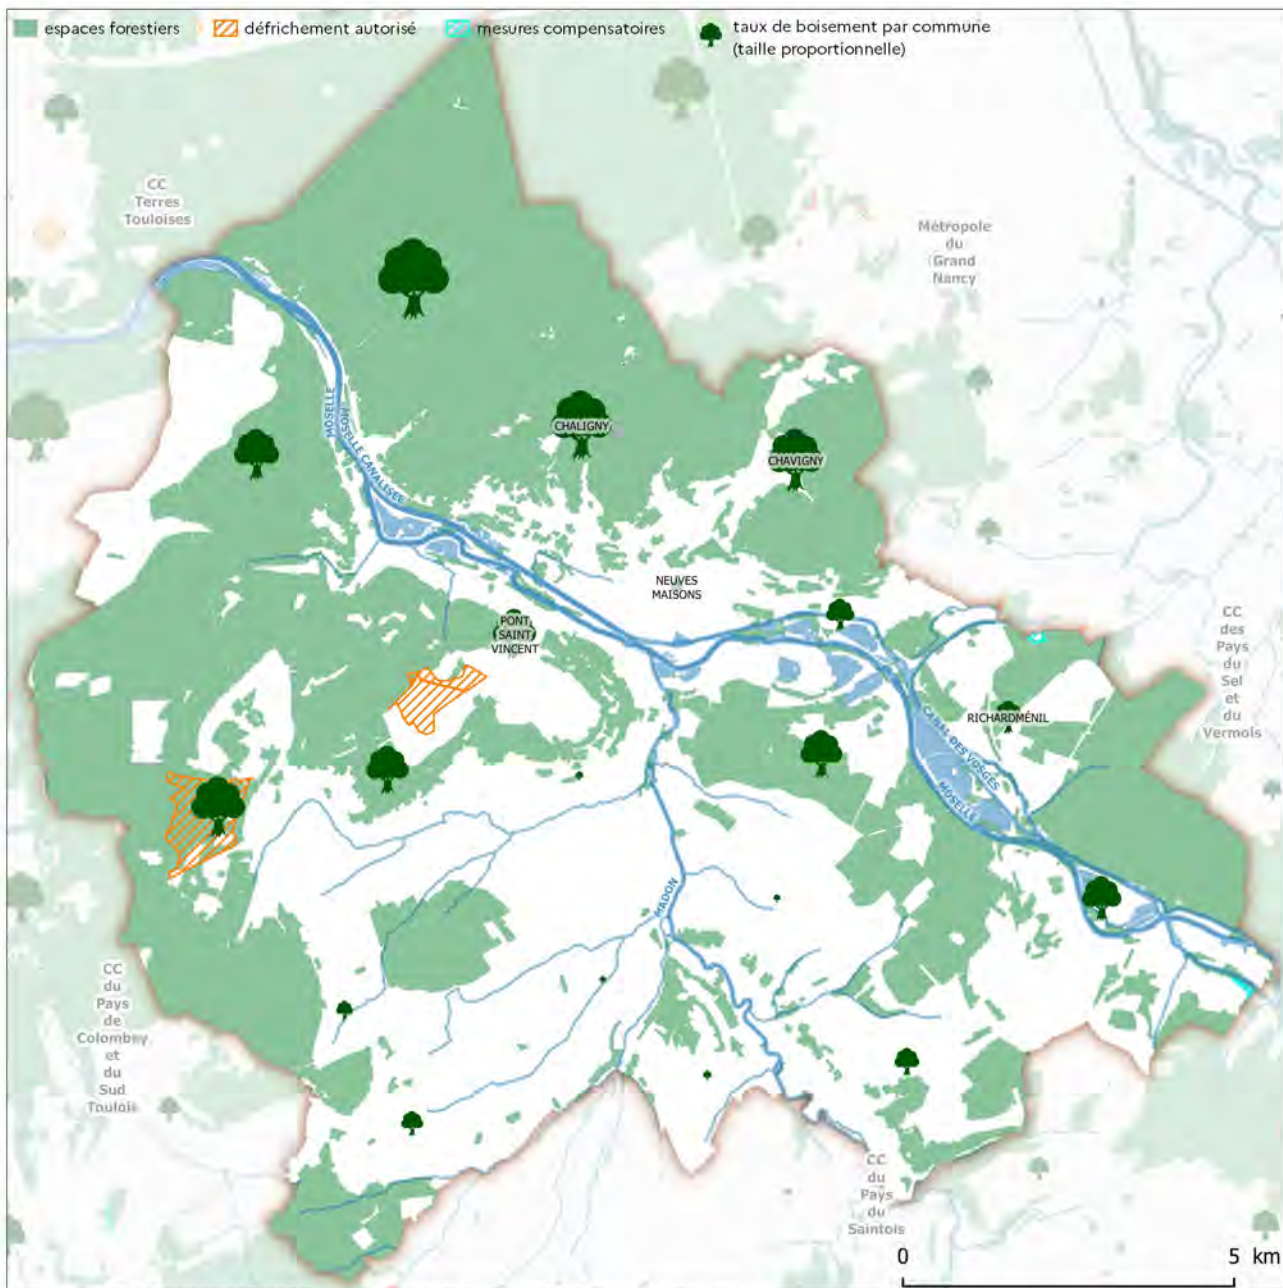 espaces forestiers
défrichement autorisé
mesures compensatoires
taux de boisement par commune
(taille proportionnelle)
CC
Terres
Touloises
Métropole
du
Grand
Nancy
MOSELLE
MOSELLE CANALISÉE
CHALIGNY
CHAVIGNY
NEUVES
MAISONS
PONT
SAINT
VINCENT
CC
des
Pays
du
Sel
et
du
Vermois
RICHARDMÉNIL
CANAL DES VOSGES
MOSELLE
MADON
CC
du
Pays
de
Colombey
et
du
Sud
Toulois
CC
du
Pays
du
Saintois
0
5 km